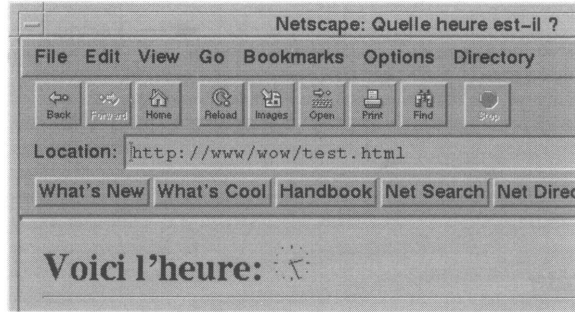 Netscape: Quelle heure est-il ?
File Edit View Go Bookmarks Options Directory
Back Forward Home Reload Images Open Print Find Stop
Location: http://www/wow/test.html
What's New What's Cool Handbook Net Search Net Direc
Voici l'heure: